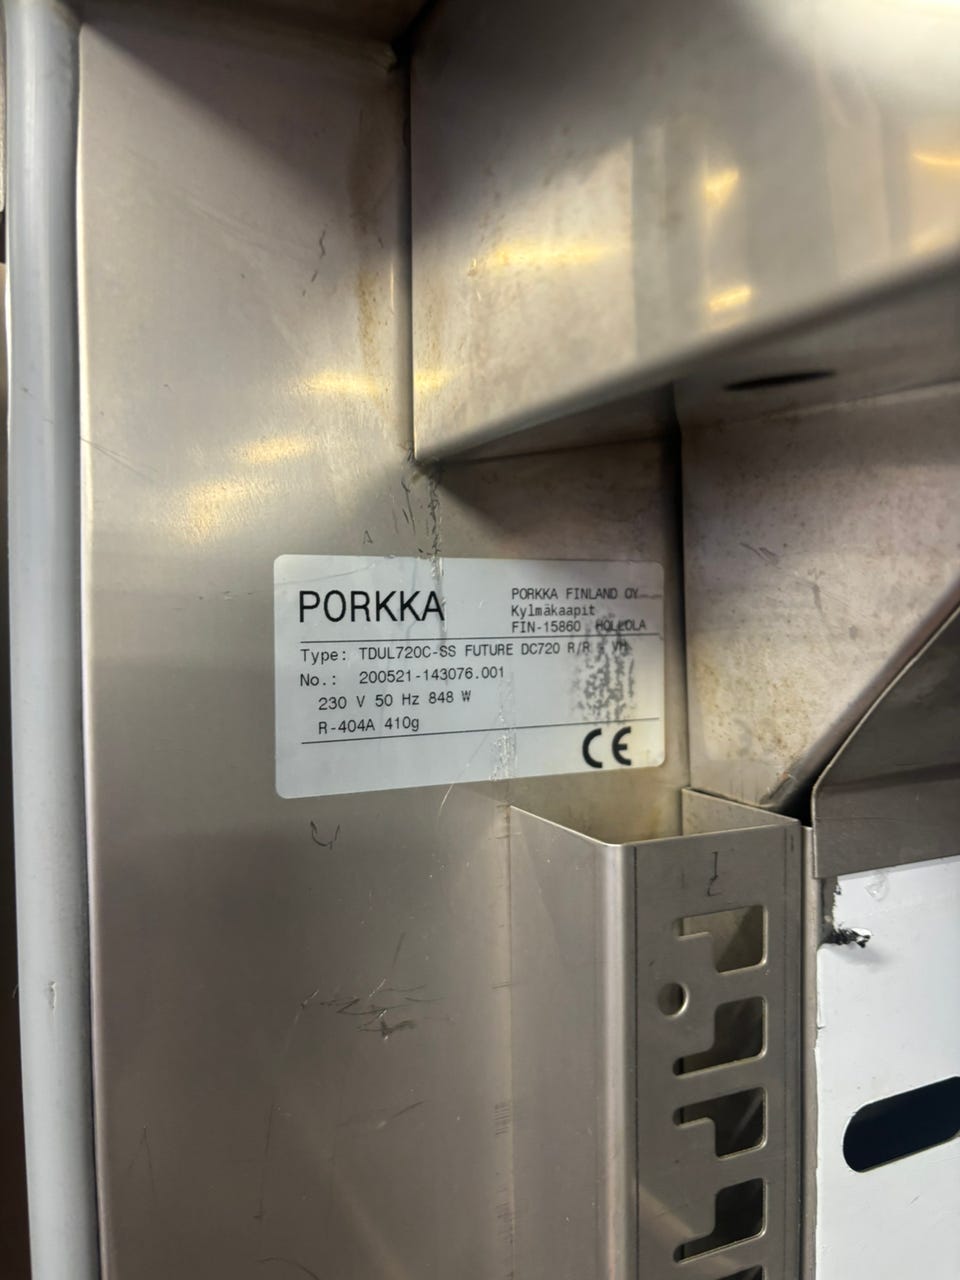 PORKKA
PORKKA FINLAND OY
Kylmäkaapit
FIN-15860 HOLLOLA
Type: TDUL720C-SS FUTURE DC720 R/R - VH
No.: 200521-143076.001
230 V 50 Hz 848 W
R-404A 410g
CE